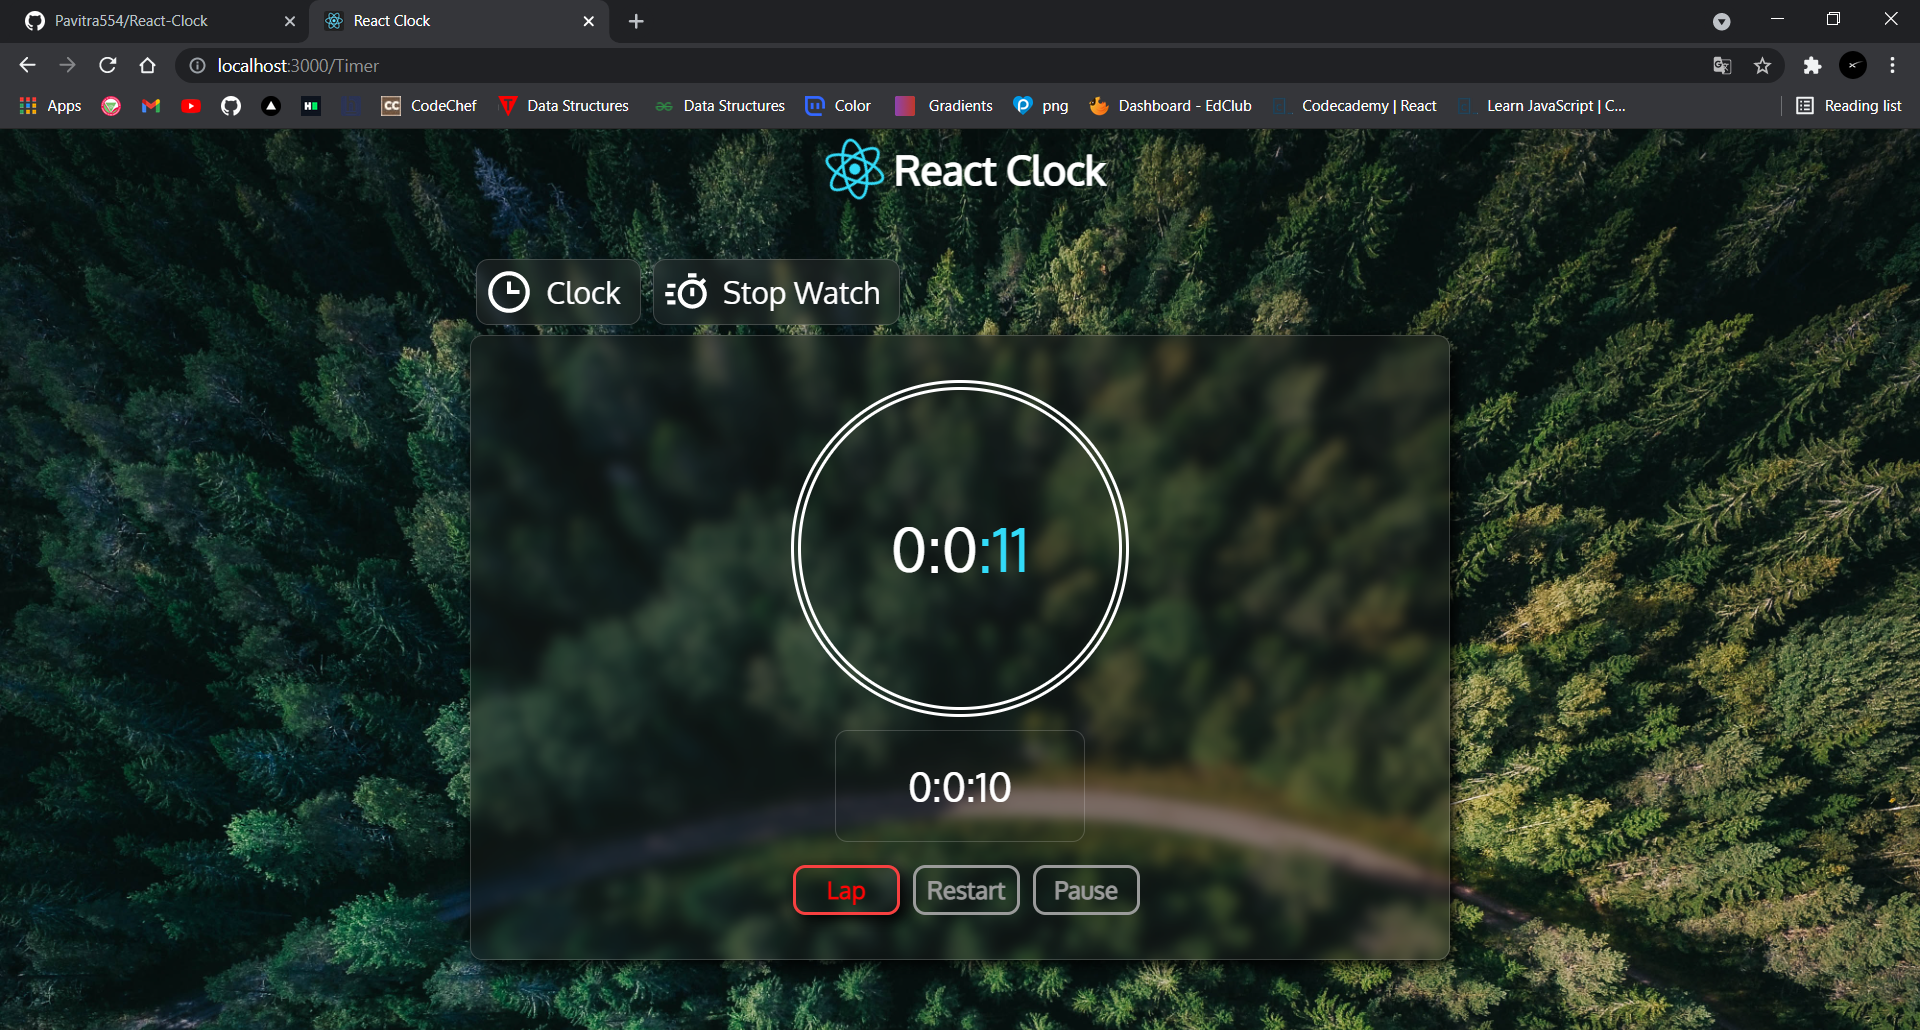 Pavitra554/React-Clock
React Clock
localhost:3000/Timer
Apps
CC CodeChef
Data Structures
Data Structures
Color
Gradients
png
Dashboard - EdClub
Codecademy | React
Learn JavaScript | C...
Reading list
React Clock
Clock
Stop Watch
0:0:11
0:0:10
Lap Restart Pause